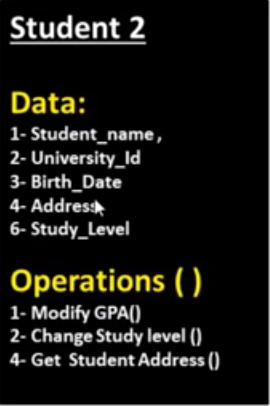 Student 2
Data:
1- Student_name ,
2- University_Id
3- Birth_Date
4- Address
6- Study_Level
Operations ( )
1- Modify GPA()
2- Change Study level ()
4- Get Student Address ()